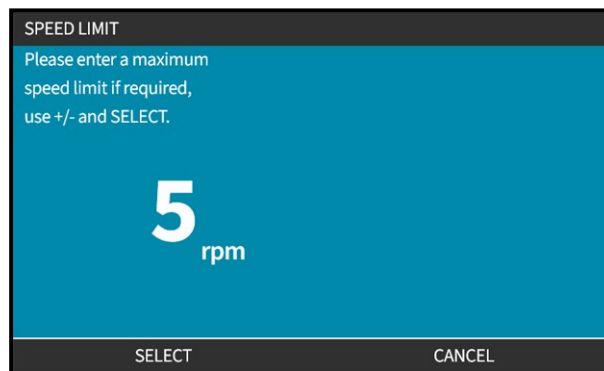 SPEED LIMIT
Please enter a maximum
speed limit if required,
use +/- and SELECT.
5 rpm
SELECT CANCEL